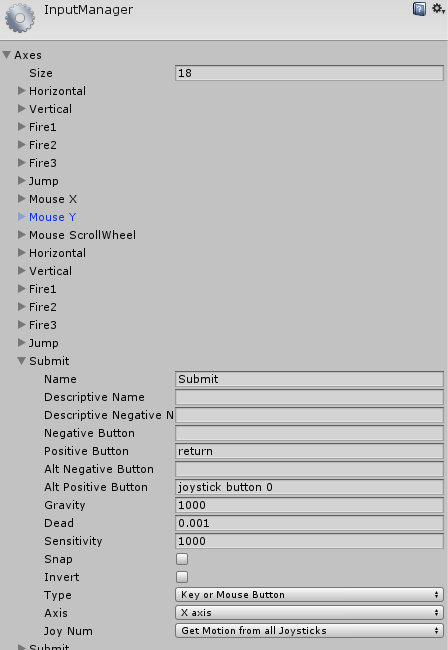 InputManager
Axes
Size 18
Horizontal
Vertical
Fire1
Fire2
Fire3
Jump
Mouse X
Mouse Y
Mouse ScrollWheel
Horizontal
Vertical
Fire1
Fire2
Fire3
Jump
Submit
Name Submit
Descriptive Name
Descriptive Negative N
Negative Button
Positive Button return
Alt Negative Button
Alt Positive Button joystick button 0
Gravity 1000
Dead 0.001
Sensitivity 1000
Snap
Invert
Type Key or Mouse Button
Axis X axis
Joy Num Get Motion from all Joysticks
Submit